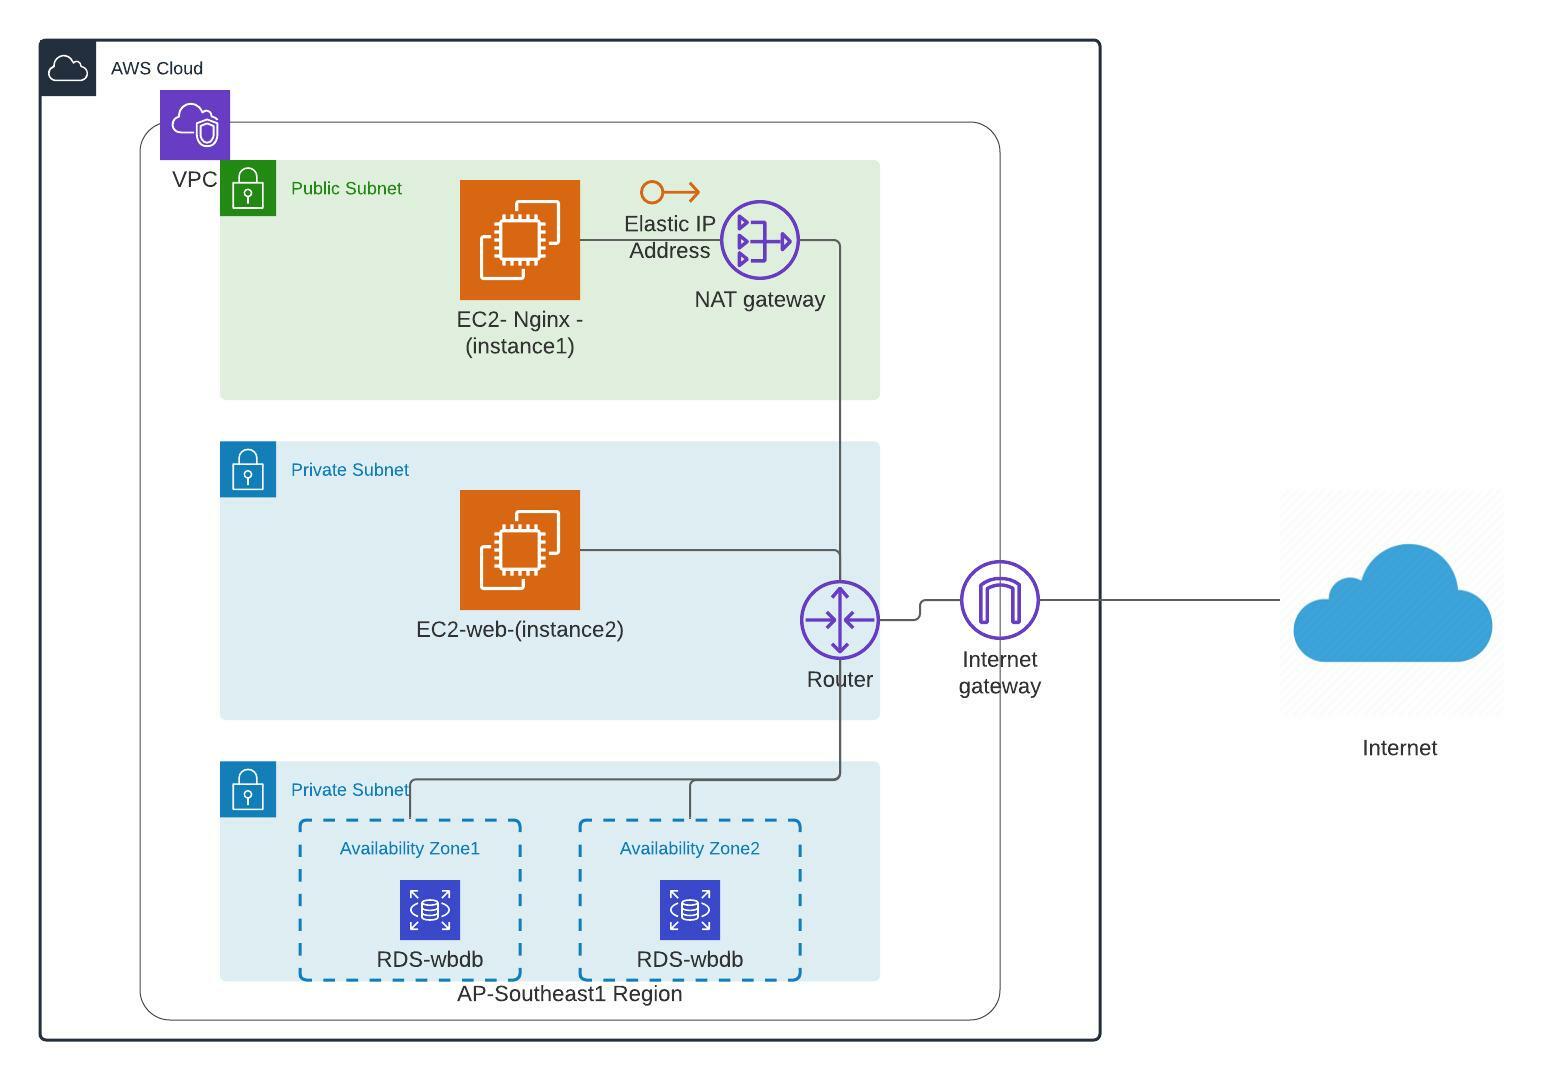 AWS Cloud
VPC
Public Subnet
Elastic IP
Address
NAT gateway
EC2- Nginx -
(instance1)
Private Subnet
EC2-web-(instance2)
Router
Internet
gateway
Internet
Private Subnet
Availability Zone1
Availability Zone2
RDS-wbdb
RDS-wbdb
AP-Southeast1 Region